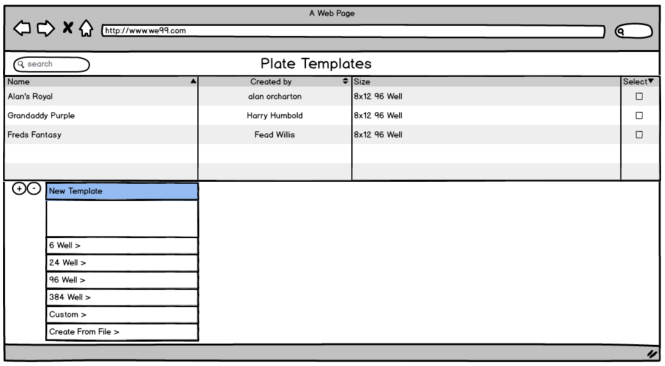 A Web Page
http://www.we99.com
search
Plate Templates
Name Created by Size Select
Alan's Royal alan orcharton 8x12 96 Well
Grandaddy Purple Harry Humbold 8x12 96 Well
Freds Fantasy Fead Willis 8x12 96 Well
New Template
6 Well >
24 Well >
96 Well >
384 Well >
Custom >
Create From File >